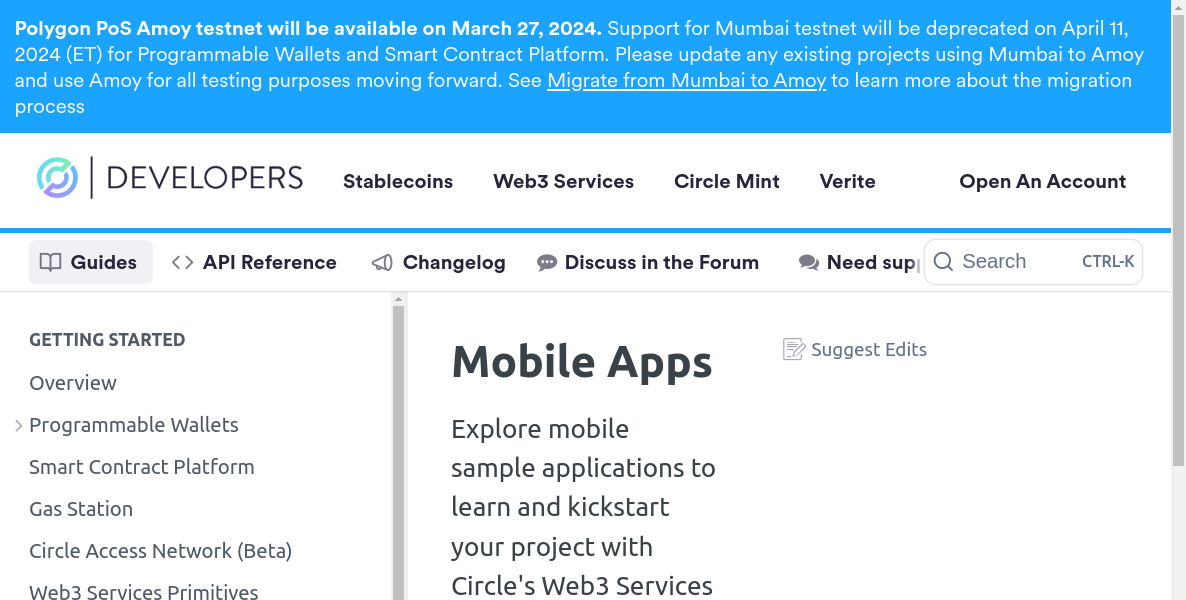 Polygon PoS Amoy testnet will be available on March 27, 2024. Support for Mumbai testnet will be deprecated on April 11,
2024 (ET) for Programmable Wallets and Smart Contract Platform. Please update any existing projects using Mumbai to Amoy
and use Amoy for all testing purposes moving forward. See Migrate from Mumbai to Amoy to learn more about the migration
process
DEVELOPERS Stablecoins Web3 Services Circle Mint Verite Open An Account
Guides API Reference Changelog Discuss in the Forum Need sup Search CTRL-K
GETTING STARTED
Overview
Programmable Wallets
Smart Contract Platform
Gas Station
Circle Access Network (Beta)
Web3 Services Primitives
Mobile Apps
Suggest Edits
Explore mobile
sample applications to
learn and kickstart
your project with
Circle's Web3 Services